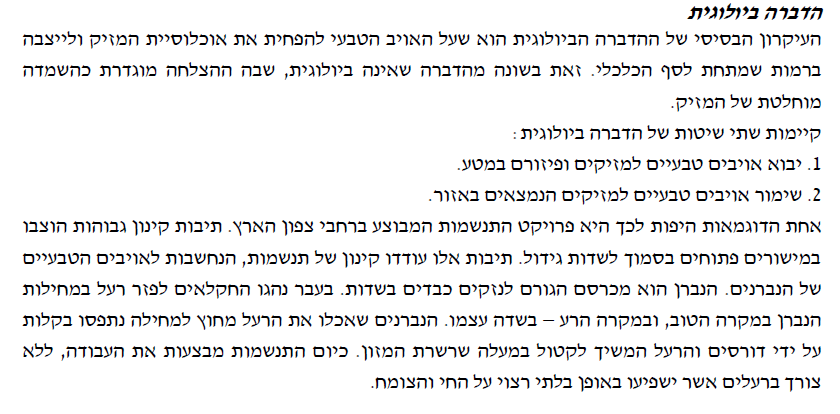 הדברה ביולוגית
העיקרון הבסיסי של ההדברה הביולוגית הוא שעל האויב הטבעי להפחית את אוכלוסיית המזיק ולייצבה
ברמות שמתחת לסף הכלכלי. זאת בשונה מהדברה שאינה ביולוגית, שבה ההצלחה מוגדרת כהשמדה
מוחלטת של המזיק.
קיימות שתי שיטות של הדברה ביולוגית:
1. יבוא אויבים טבעיים למזיקים ופיזורם במטע.
2. שימור אויבים טבעיים למזיקים הנמצאים באזור.
אחת הדוגמאות היפות לכך היא פרויקט התנשמות המבוצע ברחבי צפון הארץ. תיבות קינון גבוהות הוצבו
במישורים פתוחים בסמוך לשדות גידול. תיבות אלו עודדו קינון של תנשמות, הנחשבות לאויבים הטבעיים
של הנברנים. הנברן הוא מכרסם הגורם לנזקים כבדים בשדות. בעבר נהגו החקלאים לפזר רעל במחילות
הנברן במקרה הטוב, ובמקרה הרע – בשדה עצמו. הנברנים שאכלו את הרעל מחוץ למחילה נתפסו בקלות
על ידי דורסים והרעל המשיך לקטול במעלה שרשרת המזון. כיום התנשמות מבצעות את העבודה, ללא
צורך ברעלים אשר ישפיעו באופן בלתי רצוי על החי והצומח.